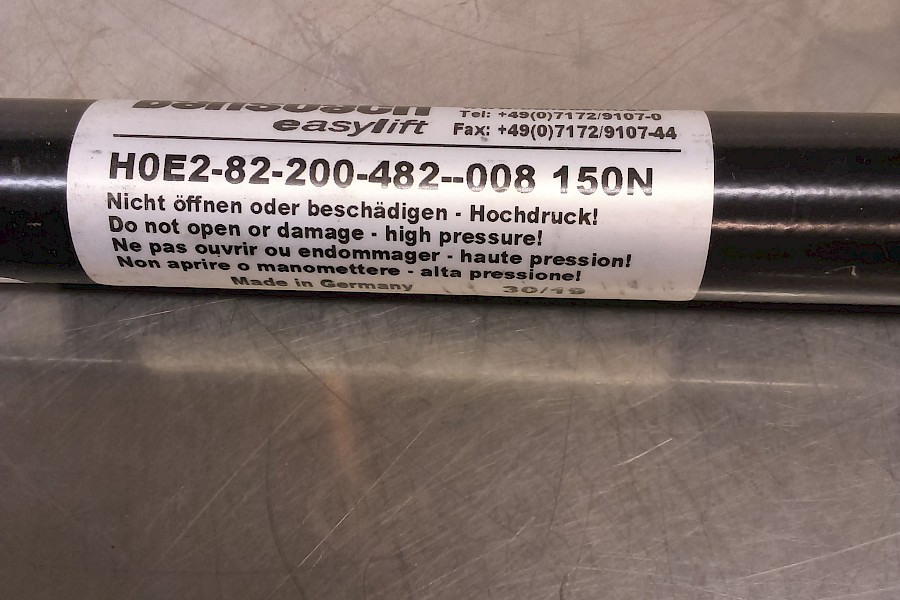 Bansbach
easylift
Tel: +49(0)7172/9107-0
Fax: +49(0)7172/9107-44
H0E2-82-200-482--008 150N
Nicht öffnen oder beschädigen - Hochdruck!
Do not open or damage - high pressure!
Ne pas ouvrir ou endommager - haute pression!
Non aprire o manomettere - alta pressione!
Made in Germany 30/19